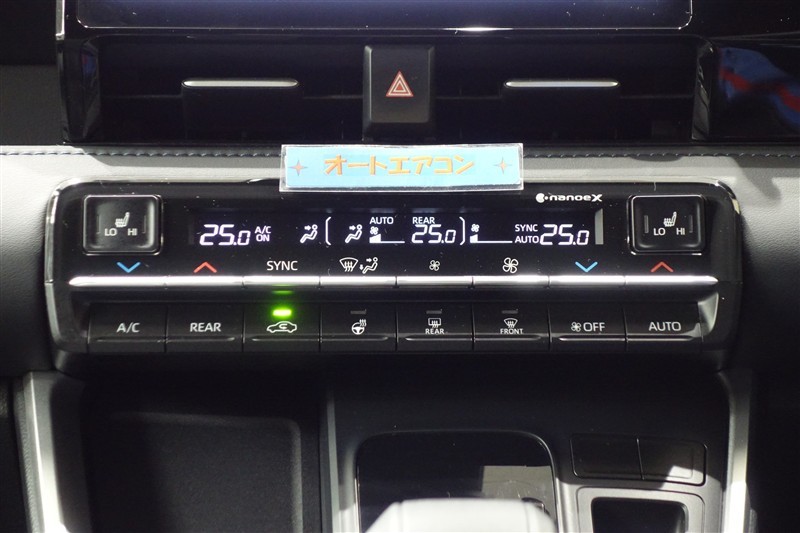 オートエアコン
nanoeX
LO HI
25.0 A/C ON
AUTO REAR 25.0
SYNC AUTO 25.0
LO HI
SYNC
A/C REAR
REAR
FRONT
OFF AUTO